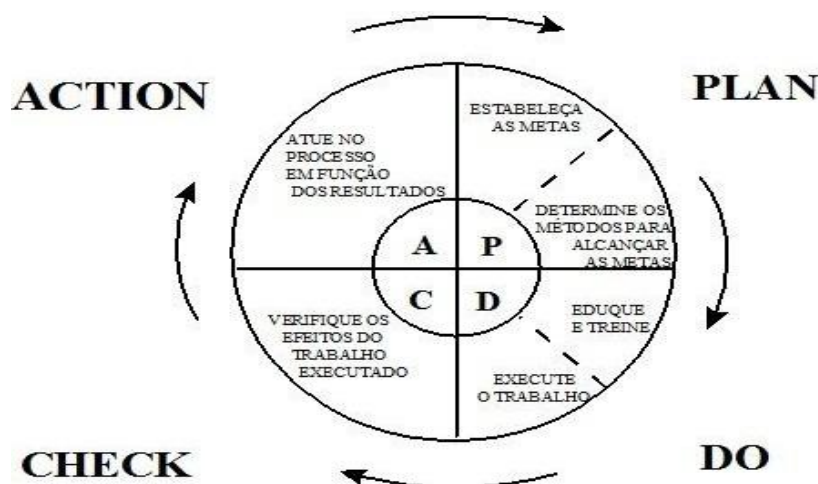 ACTION
PLAN
ESTABELEÇA
AS METAS
ATUE NO
PROCESSO
EM FUNÇÃO
DOS RESULTADOS
DETERMINE OS
MÉTODOS PARA
ALCANÇAR
AS METAS
A P
C D
VERIFIQUE OS
EFEITOS DO
TRABALHO
EXECUTADO
EDUQUE
E TREINE
EXECUTE
O TRABALHO
CHECK
DO